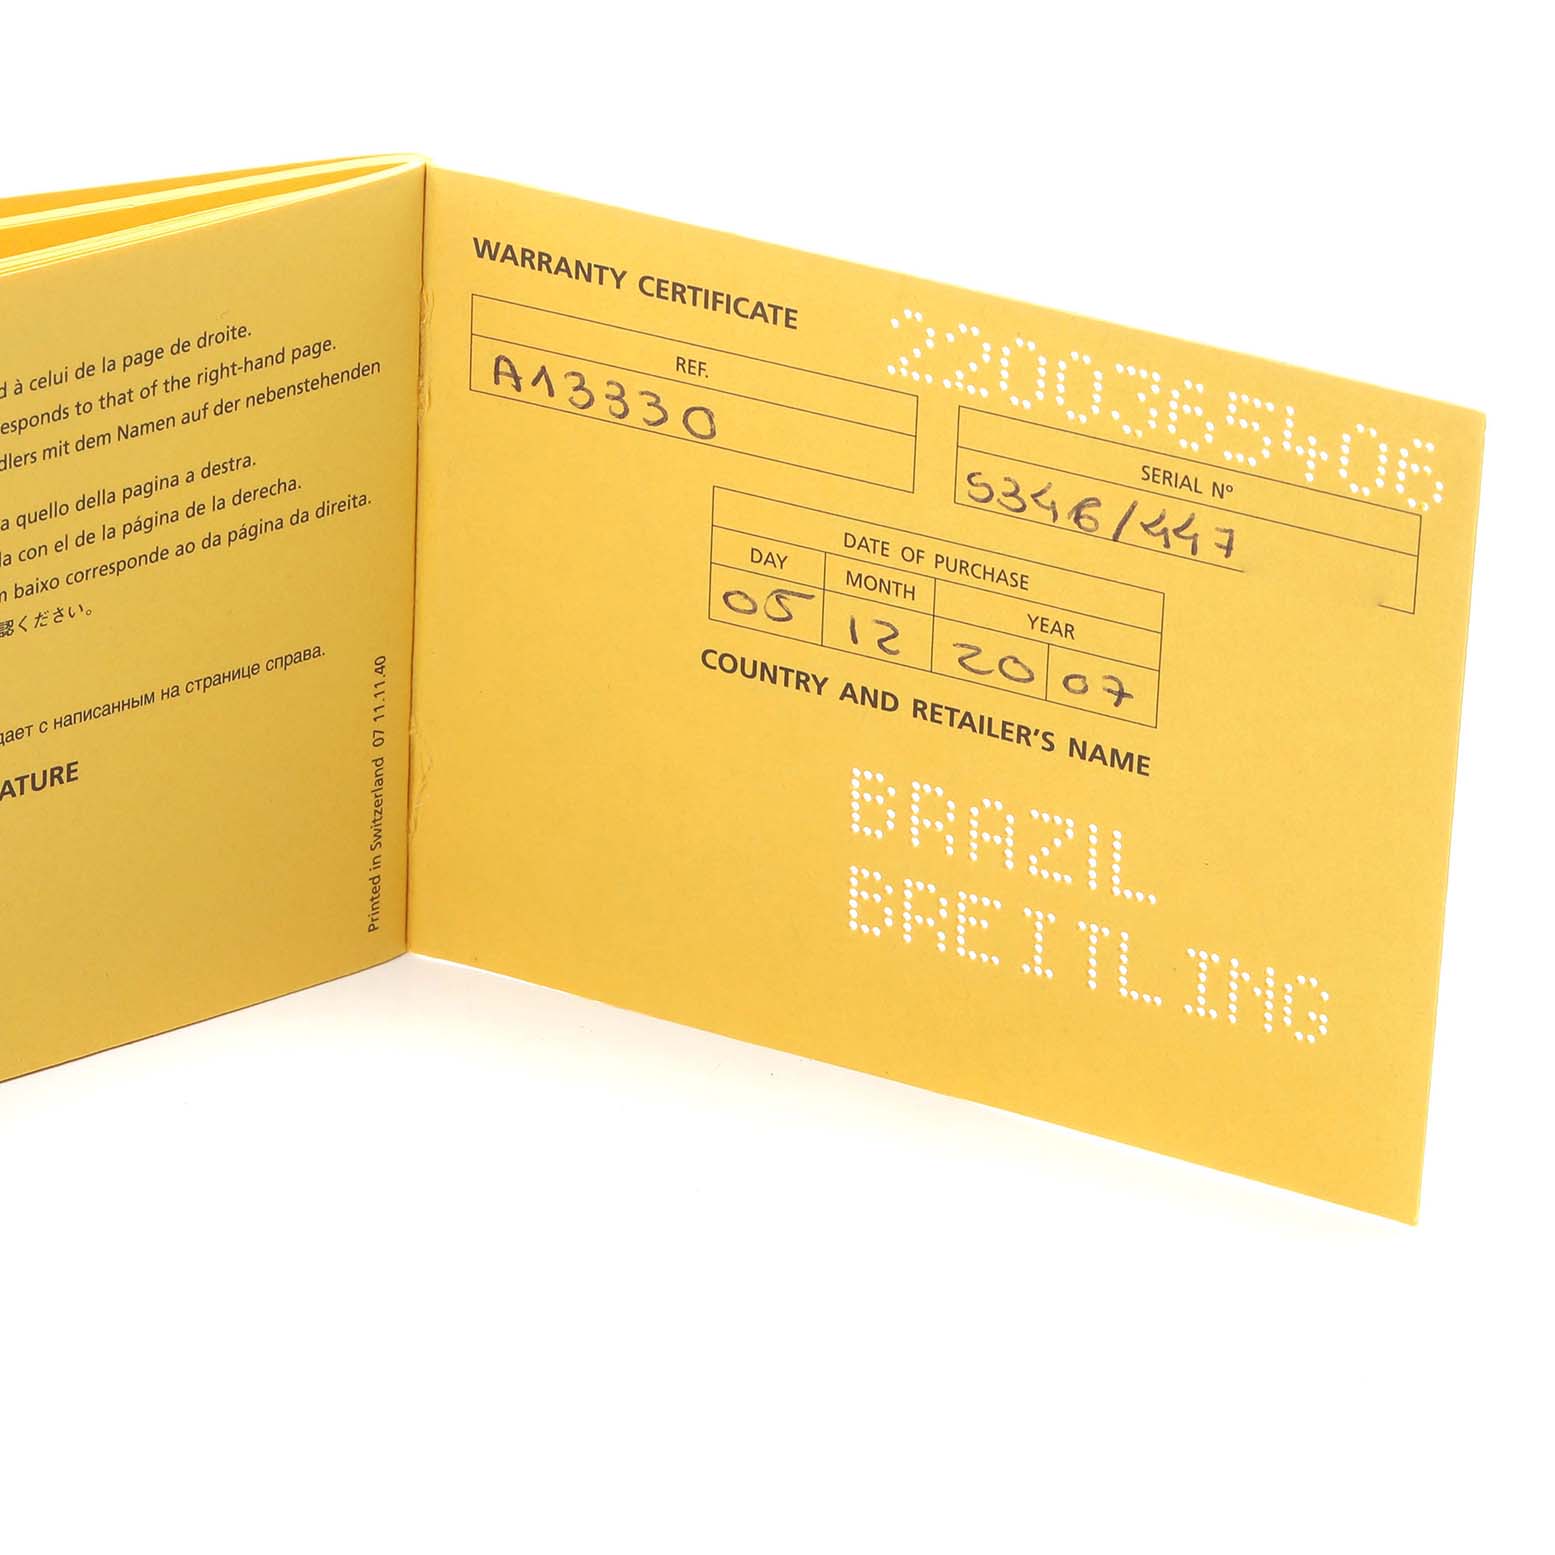 d à celui de la page de droite.
esponds to that of the right-hand page.
dlers mit dem Namen auf der nebenstehenden
a quello della pagina a destra.
la con el de la página de la derecha.
m baixo corresponde ao da página da direita.
認ください。
дает с написанным на странице справа.
ATURE
Printed in Switzerland 07 11.11.40
WARRANTY CERTIFICATE
2200365406
REF.
A13330
SERIAL Nº
5346/447
DATE OF PURCHASE
DAY MONTH YEAR
05 12 20 07
COUNTRY AND RETAILER'S NAME
BRAZIL
BREITLING